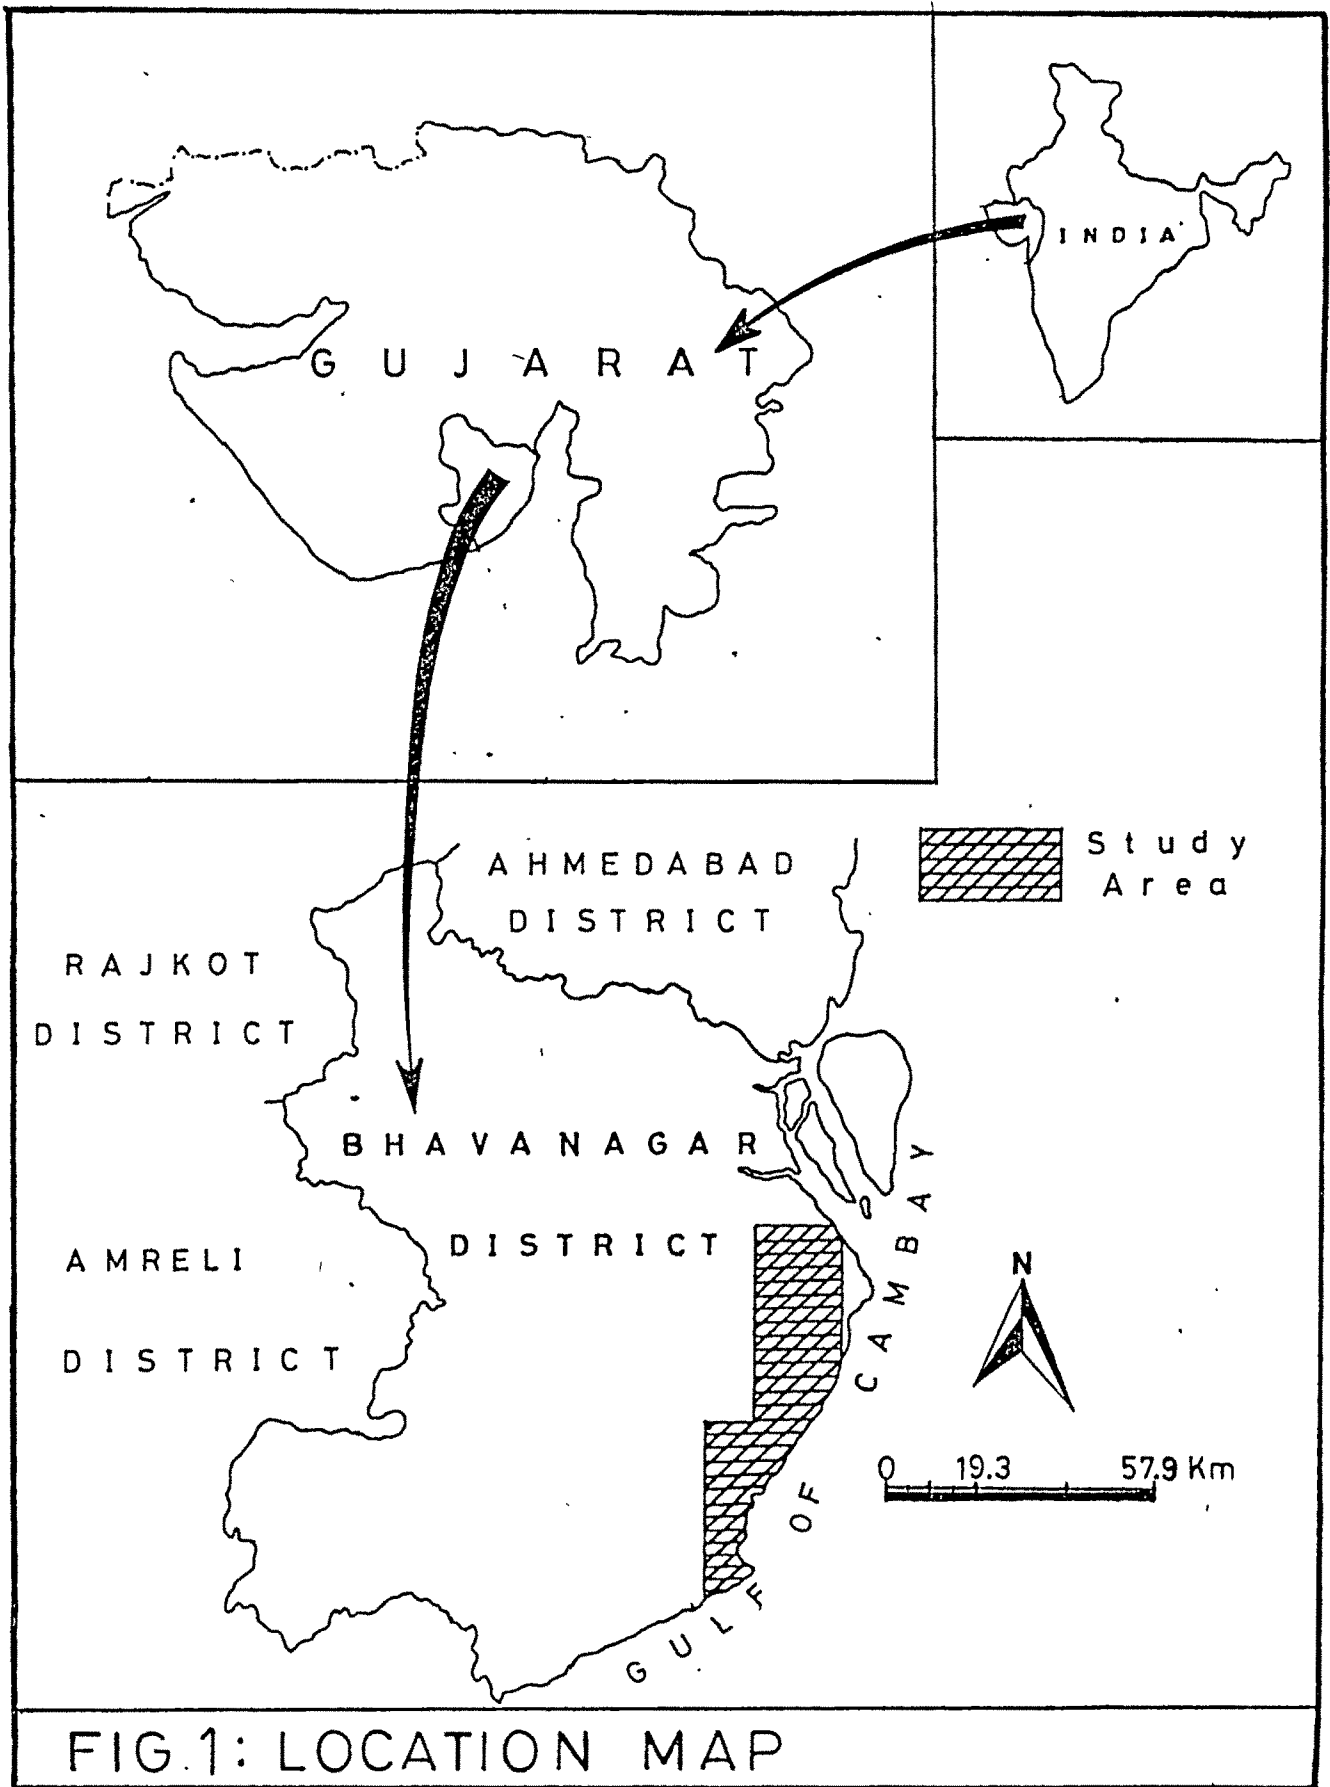 INDIA
GUJARAT
Study
Area
AHMEDABAD
DISTRICT
RAJKOT
DISTRICT
BHAVANAGAR
DISTRICT
AMRELI
DISTRICT
GULF OF CAMBAY
N
0 19.3 57.9 Km
FIG.1: LOCATION MAP